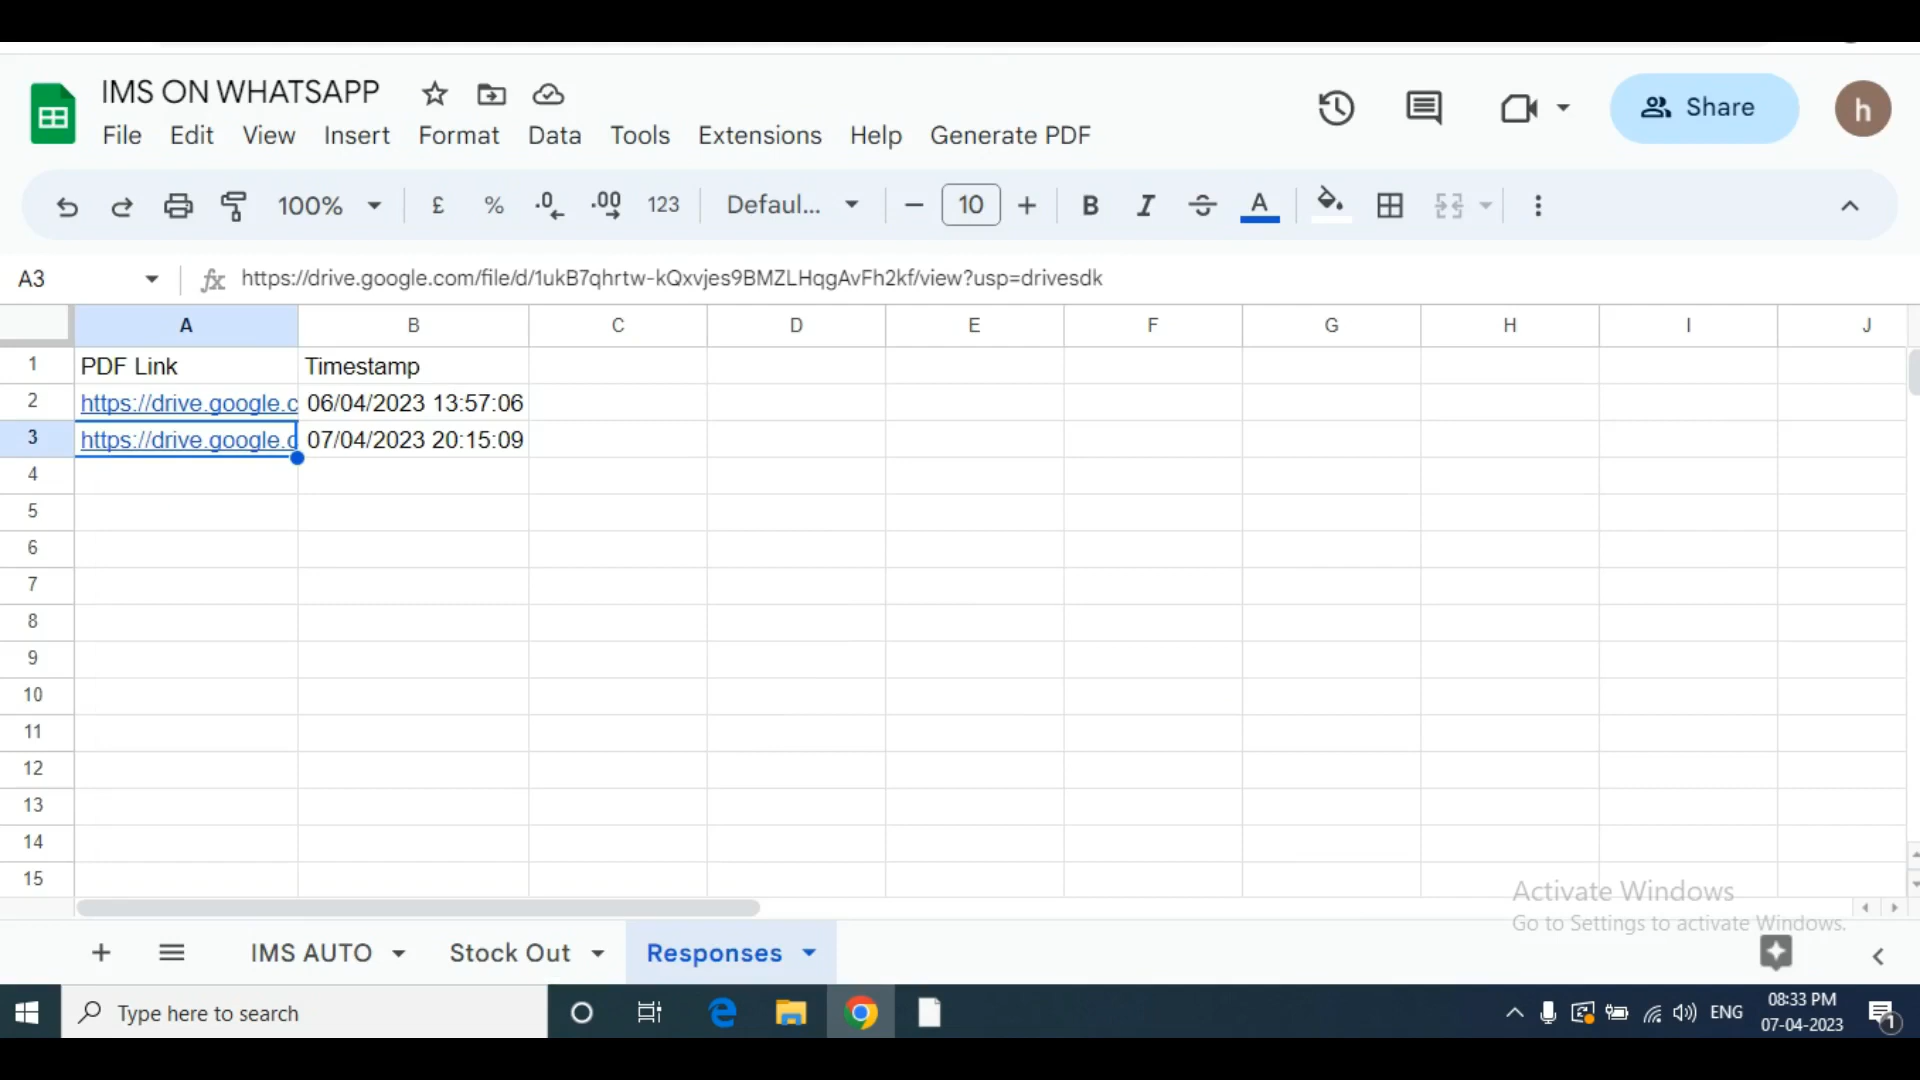 IMS ON WHATSAPP
File Edit View Insert Format Data Tools Extensions Help Generate PDF
Share
h
100% £ % .0 .00 123 Defaul... − 10 + B I S A
A3 fx https://drive.google.com/file/d/1ukB7qhrtw-kQxvjes9BMZLHqgAvFh2kf/view?usp=drivesdk
A B C D E F G H I J
1 PDF Link Timestamp
2 https://drive.google.c 06/04/2023 13:57:06
3 https://drive.google.c 07/04/2023 20:15:09
4
5
6
7
8
9
10
11
12
13
14
15
Activate Windows
Go to Settings to activate Windows.
+ IMS AUTO Stock Out Responses
Type here to search
ENG
08:33 PM
07-04-2023
1